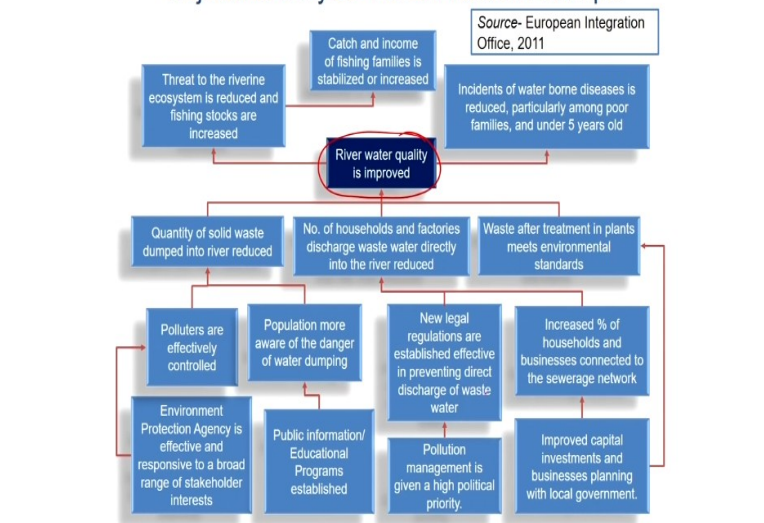 Source- European Integration
Office, 2011
Catch and income
of fishing families is
stabilized or increased
Threat to the riverine
ecosystem is reduced and
fishing stocks are
increased
Incidents of water borne diseases is
reduced, particularly among poor
families, and under 5 years old
River water quality
is improved
Quantity of solid waste
dumped into river reduced
No. of households and factories
discharge waste water directly
into the river reduced
Waste after treatment in plants
meets environmental
standards
Polluters are
effectively
controlled
Population more
aware of the danger
of water dumping
New legal
regulations are
established effective
in preventing direct
discharge of waste
water
Increased % of
households and
businesses connected to
the sewerage network
Environment
Protection Agency is
effective and
responsive to a broad
range of stakeholder
interests
Public information/
Educational
Programs
established
Pollution
management is
given a high political
priority.
Improved capital
investments and
businesses planning
with local government.